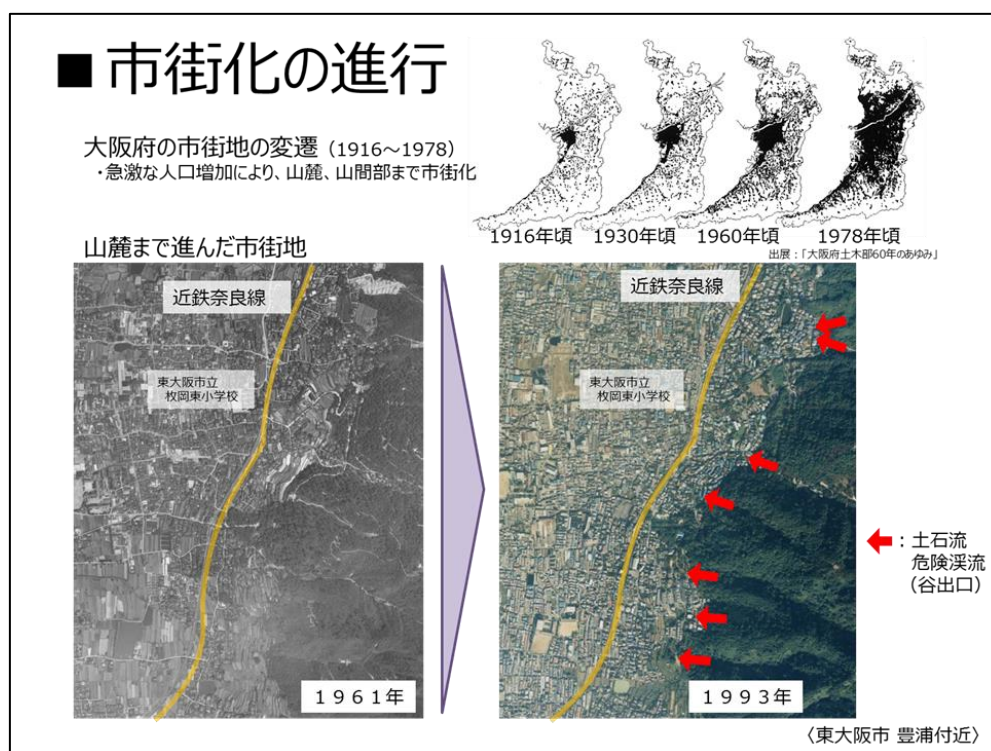 ■市街化の進行
大阪府の市街地の変遷（1916～1978）
・急激な人口増加により、山麓、山間部まで市街化
1916年頃
1930年頃
1960年頃
1978年頃
出展：「大阪府土木部60年のあゆみ」
山麓まで進んだ市街地
近鉄奈良線
東大阪市立
枚岡東小学校
１９６１年
近鉄奈良線
東大阪市立
枚岡東小学校
１９９３年
：土石流
危険渓流
（谷出口）
〈東大阪市 豊浦付近〉